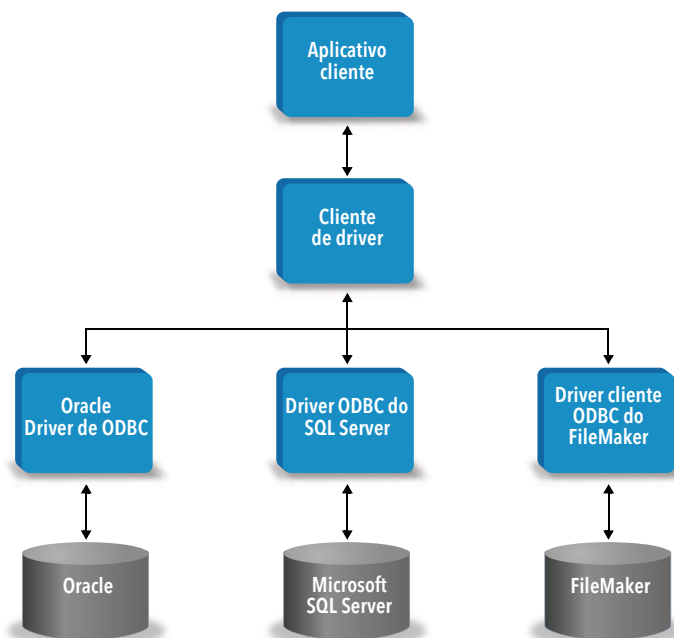 Aplicativo
cliente
Cliente
de driver
Oracle
Driver de ODBC
Driver ODBC do
SQL Server
Driver cliente
ODBC do
FileMaker
Oracle
Microsoft
SQL Server
FileMaker